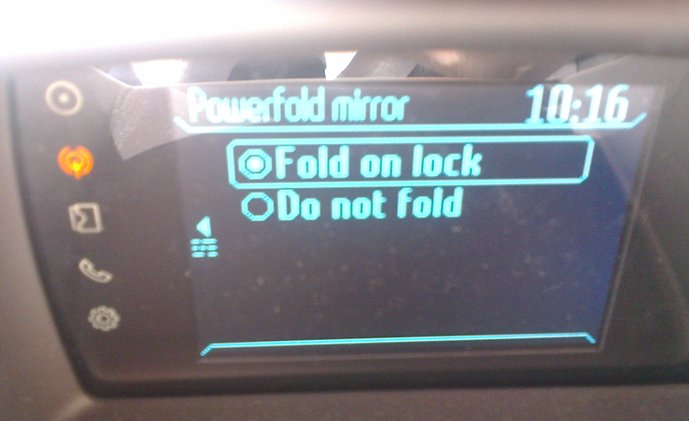 Powerfold mirror 10:16
Fold on lock
Do not fold